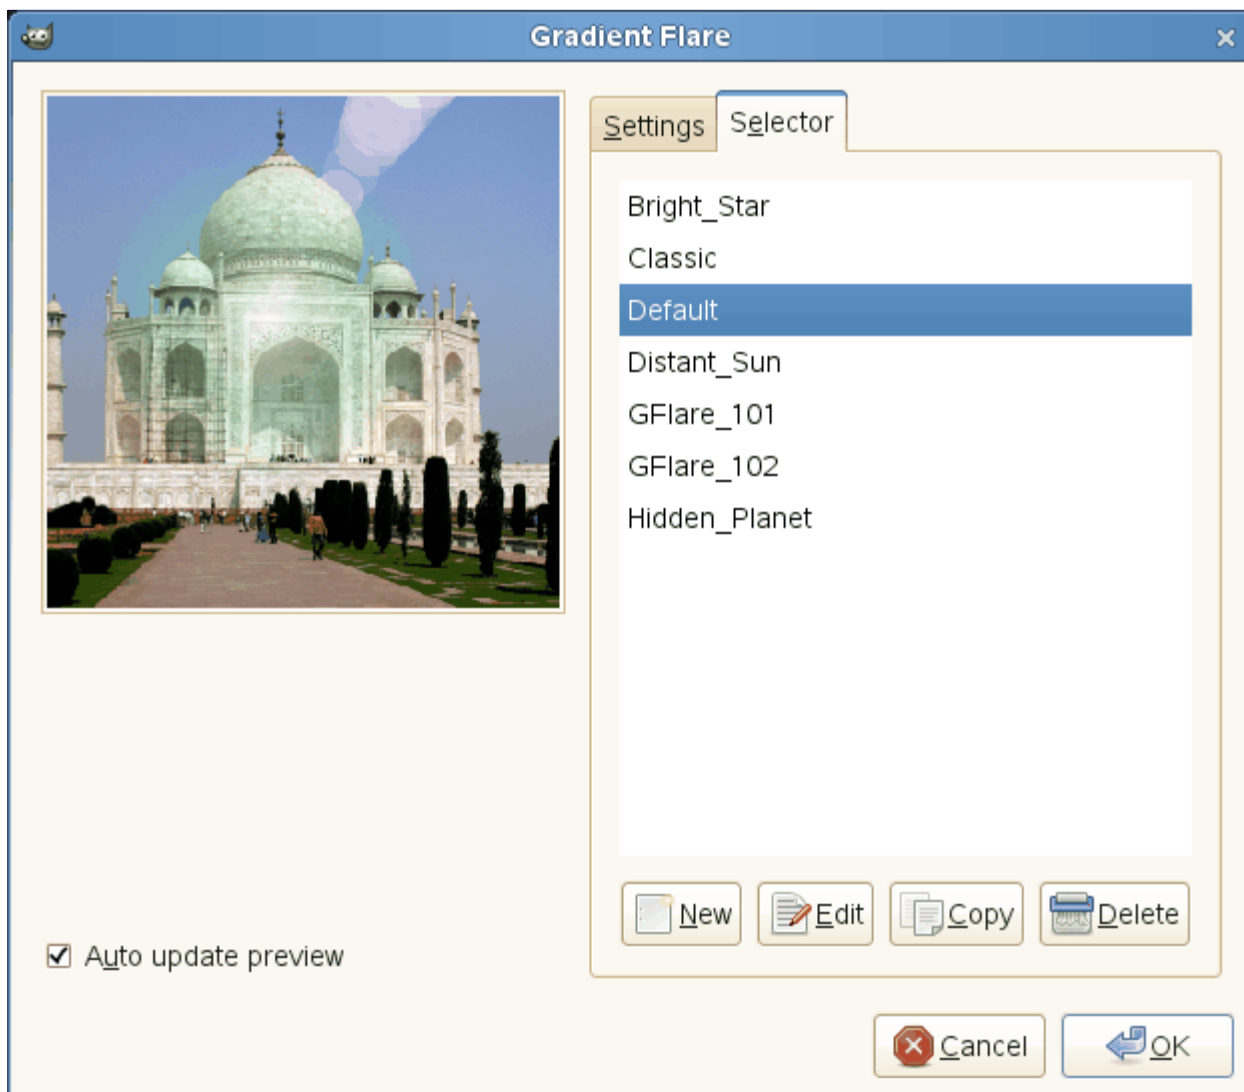 Gradient Flare
Settings
Selector
Bright_Star
Classic
Default
Distant_Sun
GFlare_101
GFlare_102
Hidden_Planet
New
Edit
Copy
Delete
Auto update preview
Cancel
OK